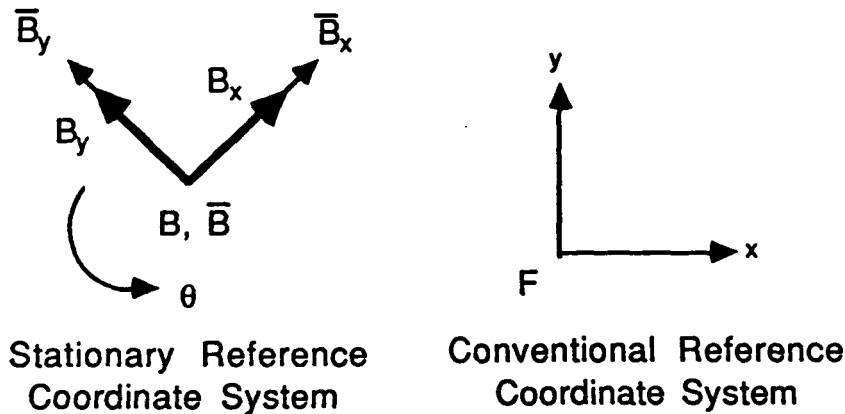 B̅y
B̅x
Bx
By
B, B̅
θ
Stationary Reference
Coordinate System
y
x
F
Conventional Reference
Coordinate System